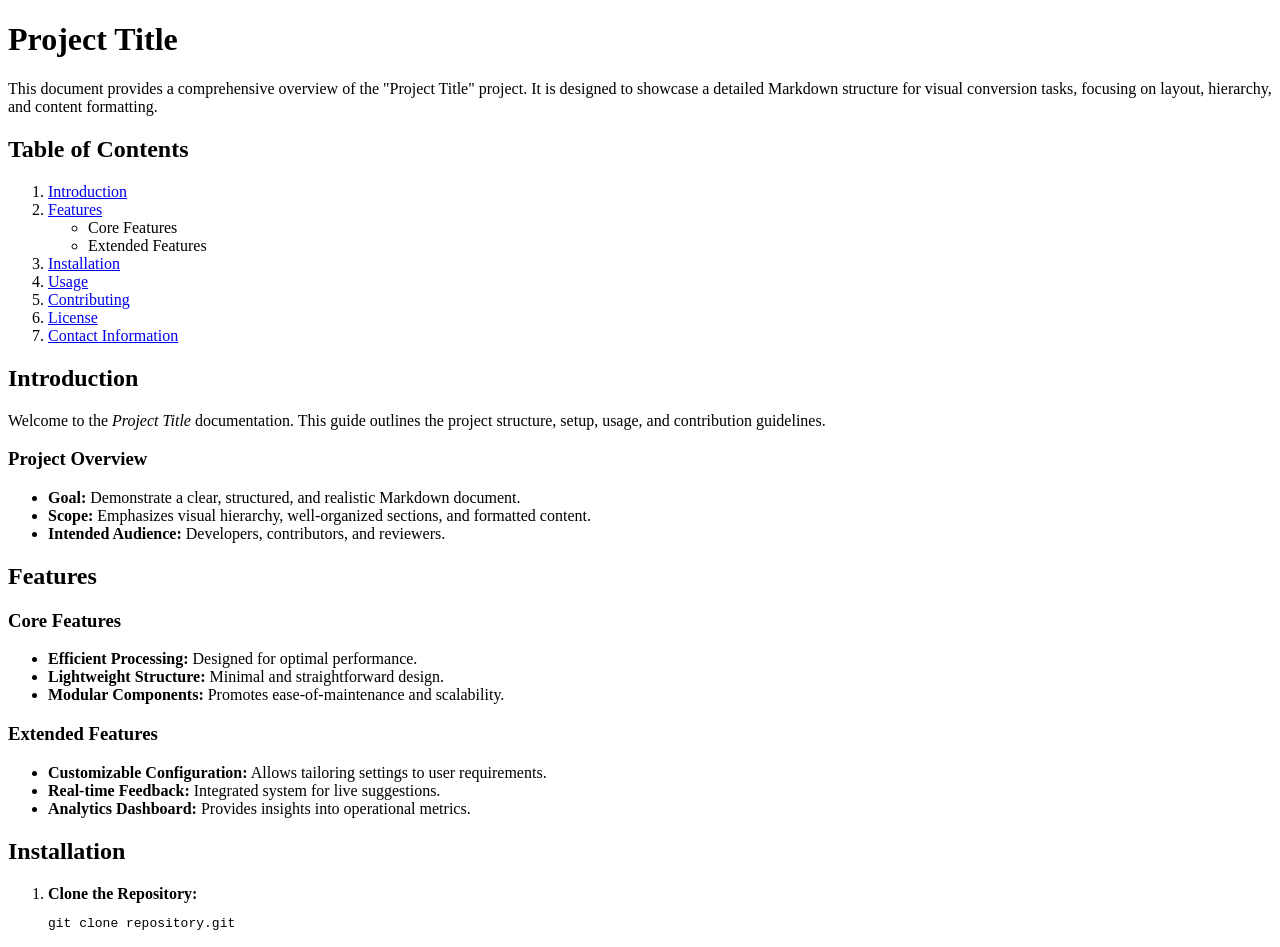 Project Title
This document provides a comprehensive overview of the "Project Title" project. It is designed to showcase a detailed Markdown structure for visual conversion tasks, focusing on layout, hierarchy,
and content formatting.
Table of Contents
1. Introduction
2. Features
Core Features
Extended Features
3. Installation
4. Usage
5. Contributing
6. License
7. Contact Information
Introduction
Welcome to the Project Title documentation. This guide outlines the project structure, setup, usage, and contribution guidelines.
Project Overview
Goal: Demonstrate a clear, structured, and realistic Markdown document.
Scope: Emphasizes visual hierarchy, well-organized sections, and formatted content.
Intended Audience: Developers, contributors, and reviewers.
Features
Core Features
Efficient Processing: Designed for optimal performance.
Lightweight Structure: Minimal and straightforward design.
Modular Components: Promotes ease-of-maintenance and scalability.
Extended Features
Customizable Configuration: Allows tailoring settings to user requirements.
Real-time Feedback: Integrated system for live suggestions.
Analytics Dashboard: Provides insights into operational metrics.
Installation
1. Clone the Repository:
git clone repository.git